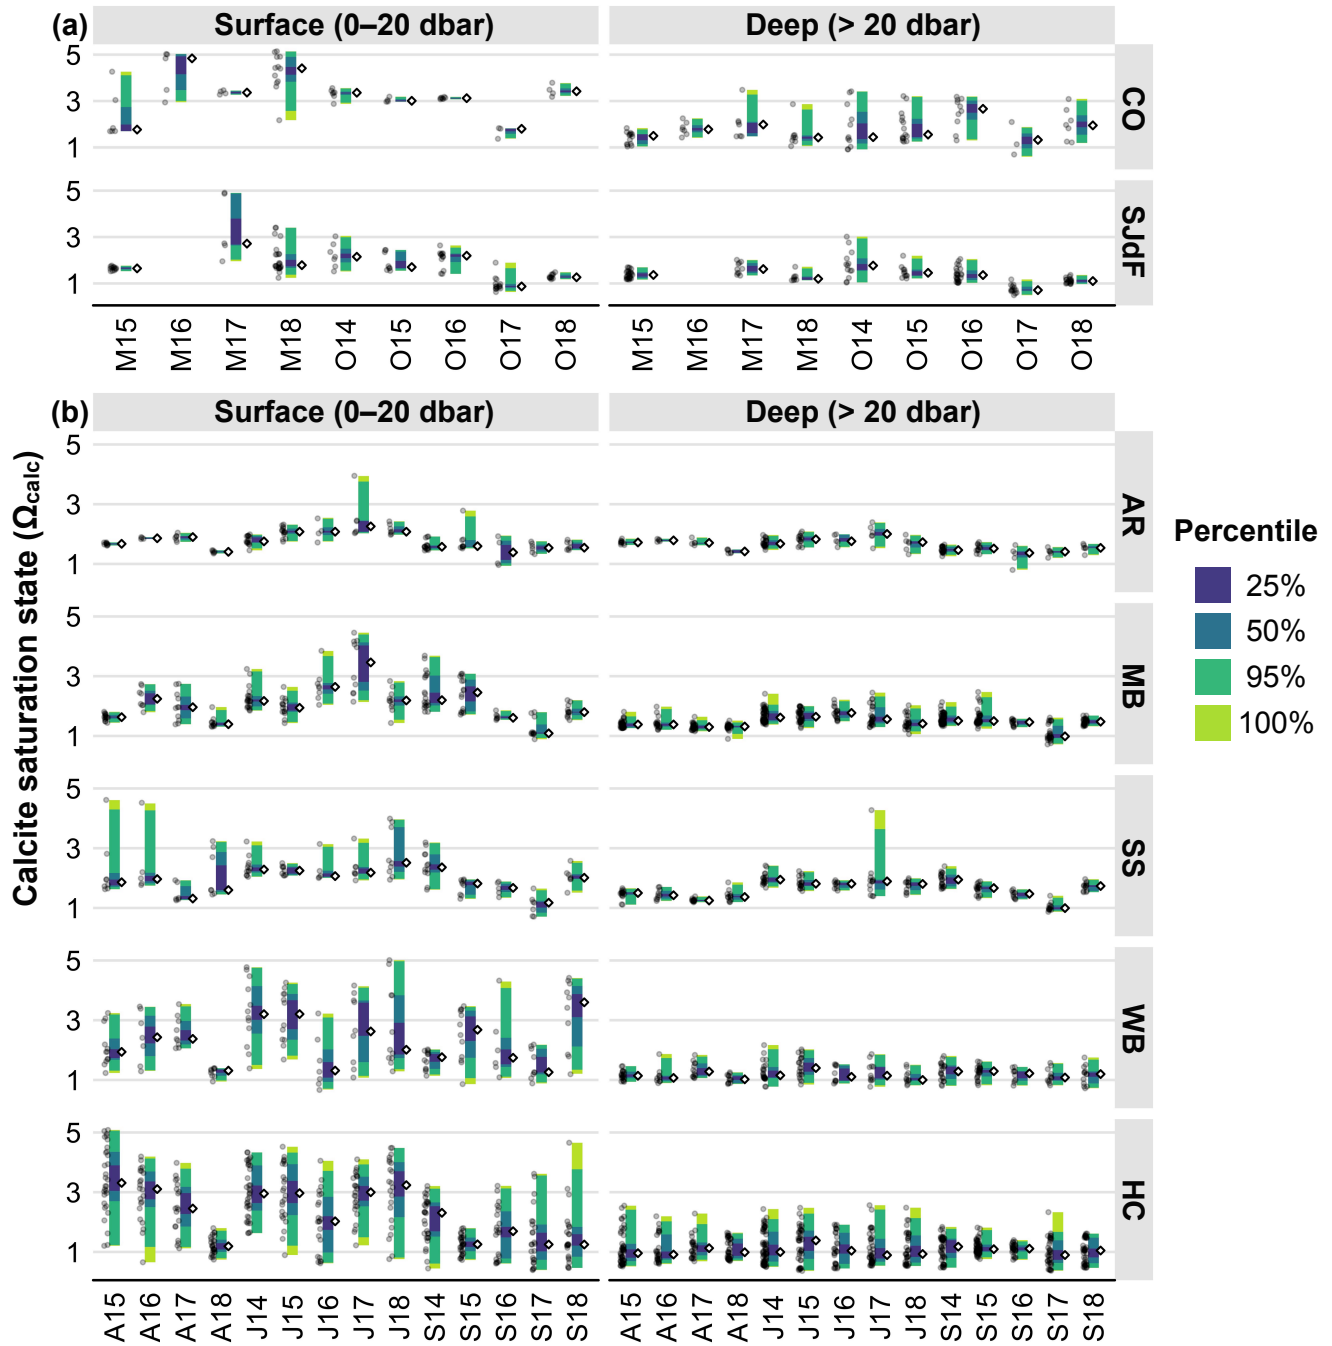 (a) Surface (0–20 dbar) Deep (> 20 dbar)
5
3
1
CO
5
3
1
SJdF
M15 M16 M17 M18 O14 O15 O16 O17 O18 M15 M16 M17 M18 O14 O15 O16 O17 O18
(b) Surface (0–20 dbar) Deep (> 20 dbar)
Calcite saturation state (Ωcalc)
5
3
1
AR
5
3
1
MB
5
3
1
SS
5
3
1
WB
5
3
1
HC
A15 A16 A17 A18 J14 J15 J16 J17 J18 S14 S15 S16 S17 S18 A15 A16 A17 A18 J14 J15 J16 J17 J18 S14 S15 S16 S17 S18
Percentile
25%
50%
95%
100%